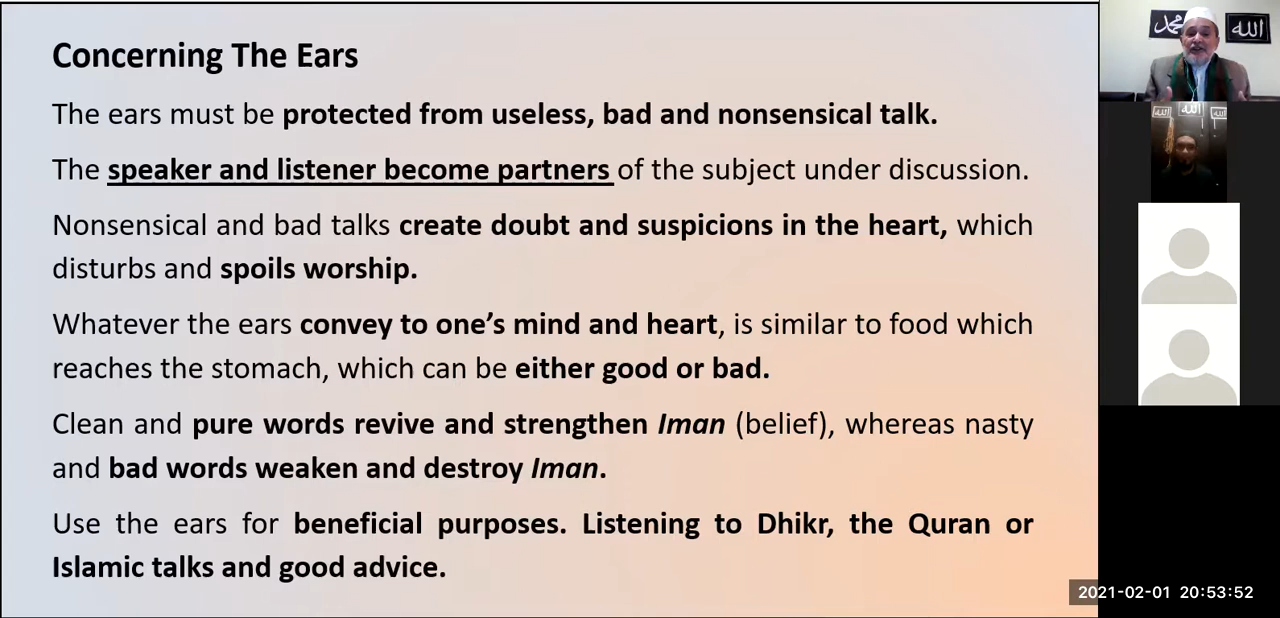 Concerning The Ears
The ears must be protected from useless, bad and nonsensical talk.
The speaker and listener become partners of the subject under discussion.
Nonsensical and bad talks create doubt and suspicions in the heart, which
disturbs and spoils worship.
Whatever the ears convey to one’s mind and heart, is similar to food which
reaches the stomach, which can be either good or bad.
Clean and pure words revive and strengthen Iman (belief), whereas nasty
and bad words weaken and destroy Iman.
Use the ears for beneficial purposes. Listening to Dhikr, the Quran or
Islamic talks and good advice.
محمد
الله
الله
الله
الله
2021-02-01 20:53:52